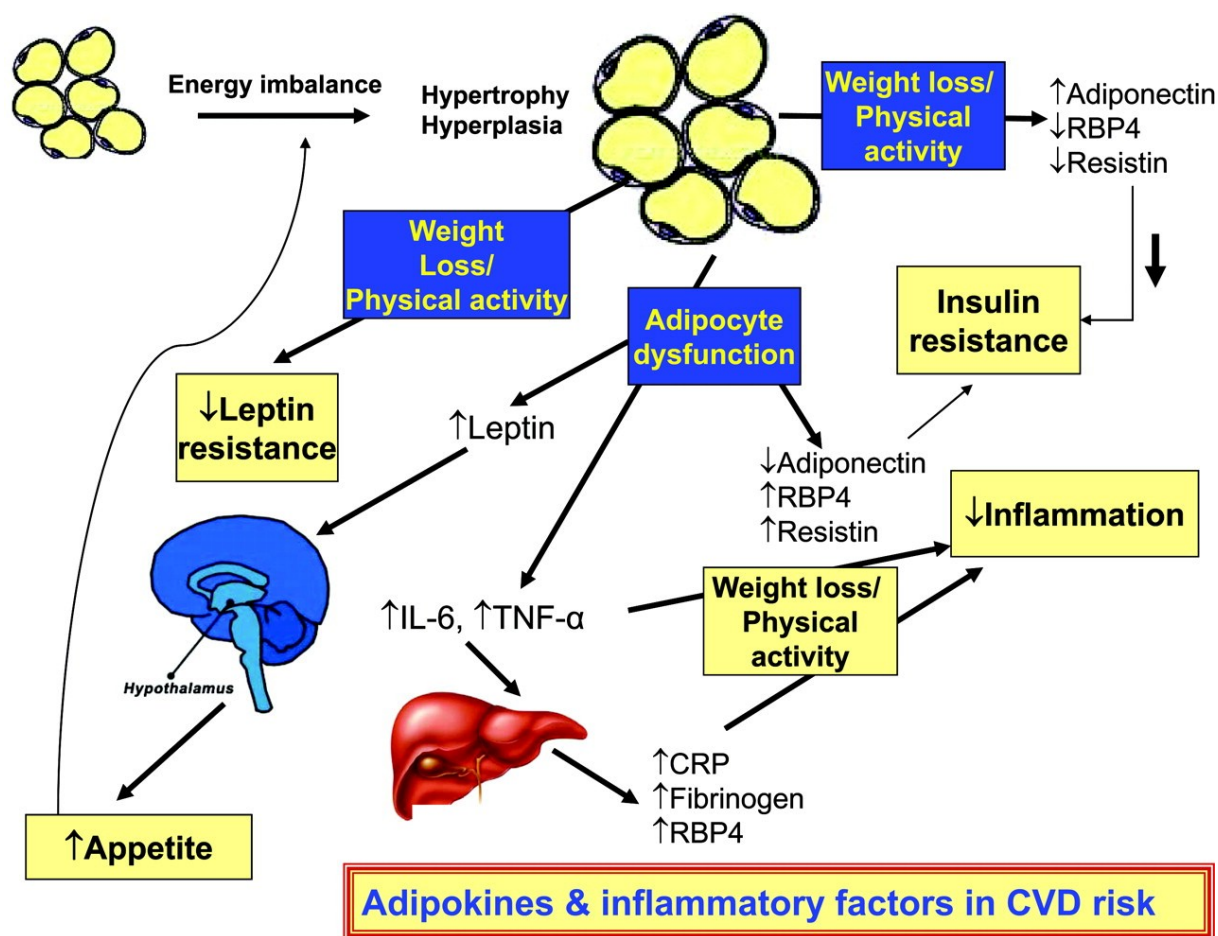 Energy imbalance
Hypertrophy
Hyperplasia
Weight loss/
Physical
activity
↑Adiponectin
↓RBP4
↓Resistin
Weight
Loss/
Physical activity
Adipocyte
dysfunction
Insulin
resistance
↓Leptin
resistance
↑Leptin
↓Adiponectin
↑RBP4
↑Resistin
↓Inflammation
Weight loss/
Physical
activity
↑IL-6, ↑TNF-α
Hypothalamus
↑CRP
↑Fibrinogen
↑RBP4
↑Appetite
Adipokines & inflammatory factors in CVD risk